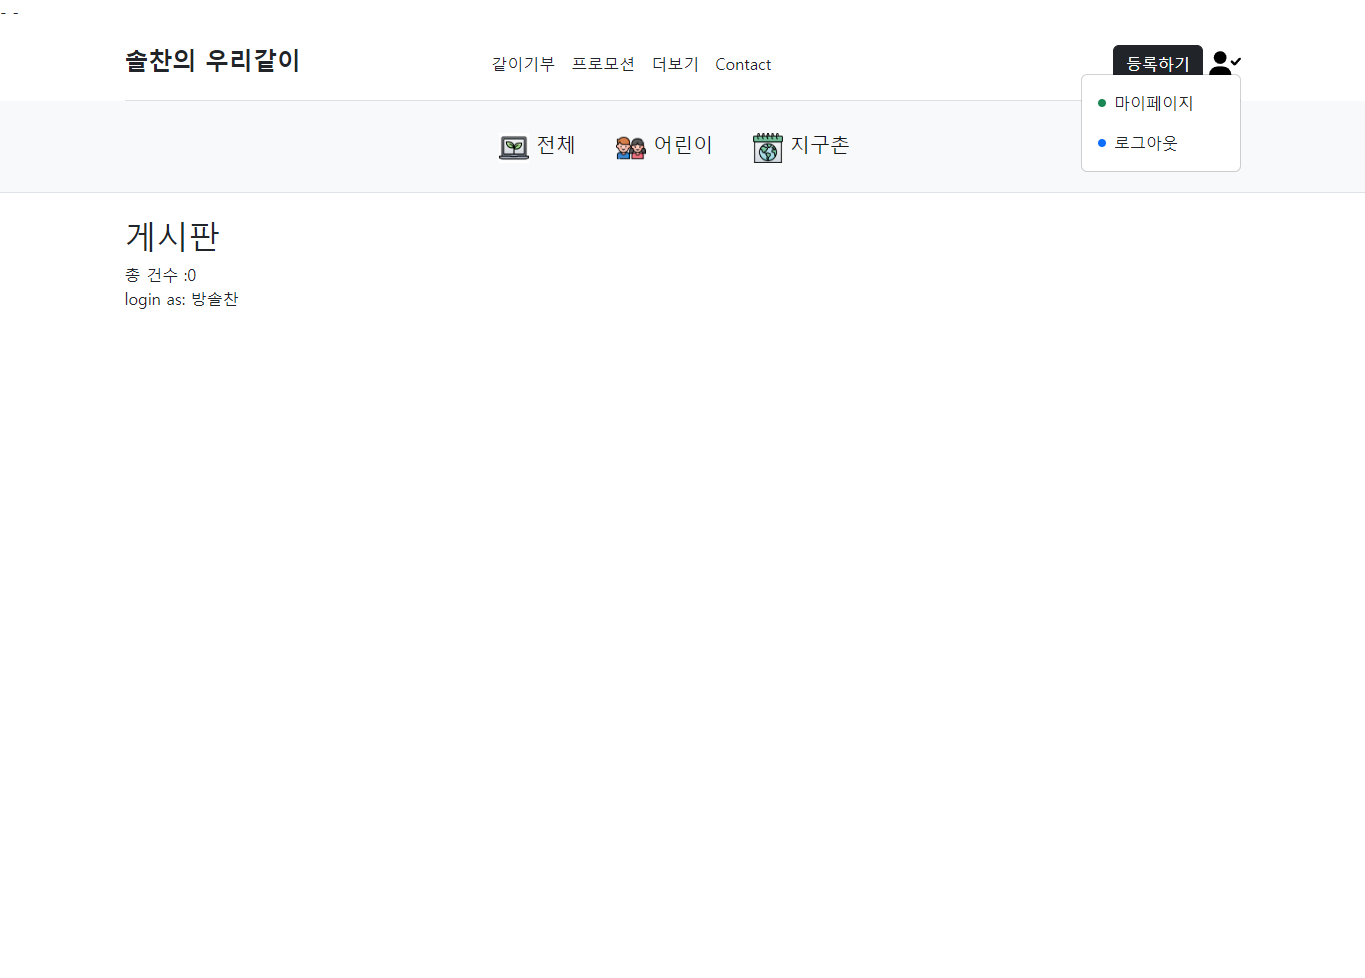 - -
솔찬의 우리같이
같이기부 프로모션 더보기 Contact
등록하기
마이페이지
로그아웃
전체 어린이 지구촌
게시판
총 건수 :0
login as: 방솔찬